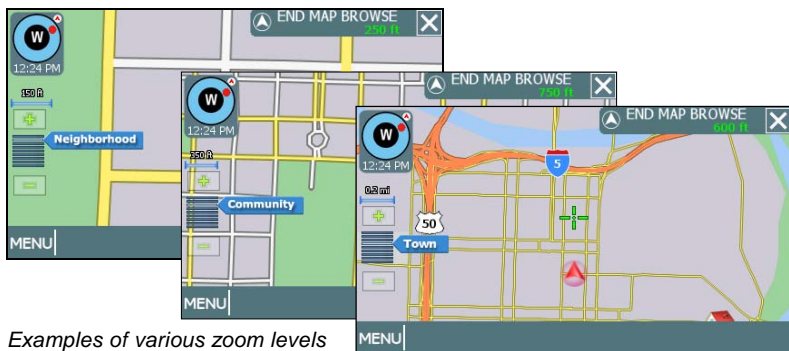 W
12:24 PM
150 ft
Neighborhood
MENU
END MAP BROWSE
250 ft
W
12:24 PM
350 ft
Community
MENU
END MAP BROWSE
750 ft
W
12:24 PM
0.2 mi
Town
MENU
END MAP BROWSE
600 ft
5
50
Examples of various zoom levels